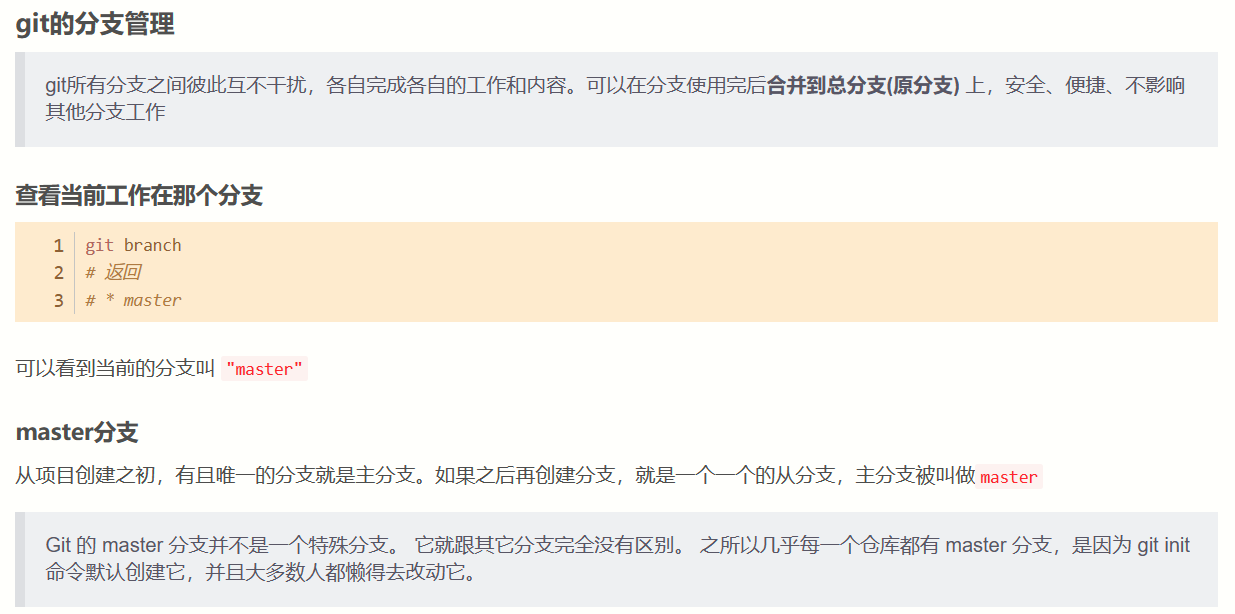 git的分支管理
git所有分支之间彼此互不干扰，各自完成各自的工作和内容。可以在分支使用完后合并到总分支(原分支) 上，安全、便捷、不影响
其他分支工作
查看当前工作在那个分支
1 git branch
2 # 返回
3 # * master
可以看到当前的分支叫 "master"
master分支
从项目创建之初，有且唯一的分支就是主分支。如果之后再创建分支，就是一个一个的从分支，主分支被叫做 master
Git 的 master 分支并不是一个特殊分支。 它就跟其它分支完全没有区别。 之所以几乎每一个仓库都有 master 分支，是因为 git init
命令默认创建它，并且大多数人都懒得去改动它。